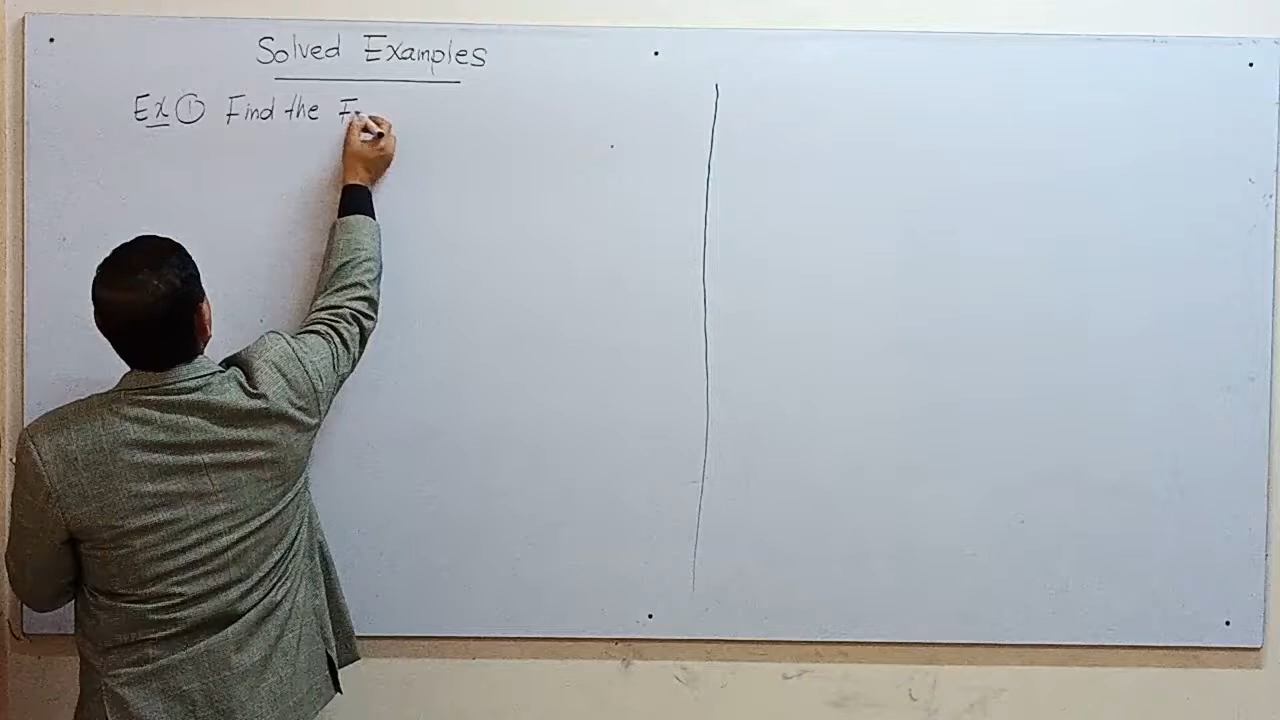 Solved Examples
Ex ① Find the F